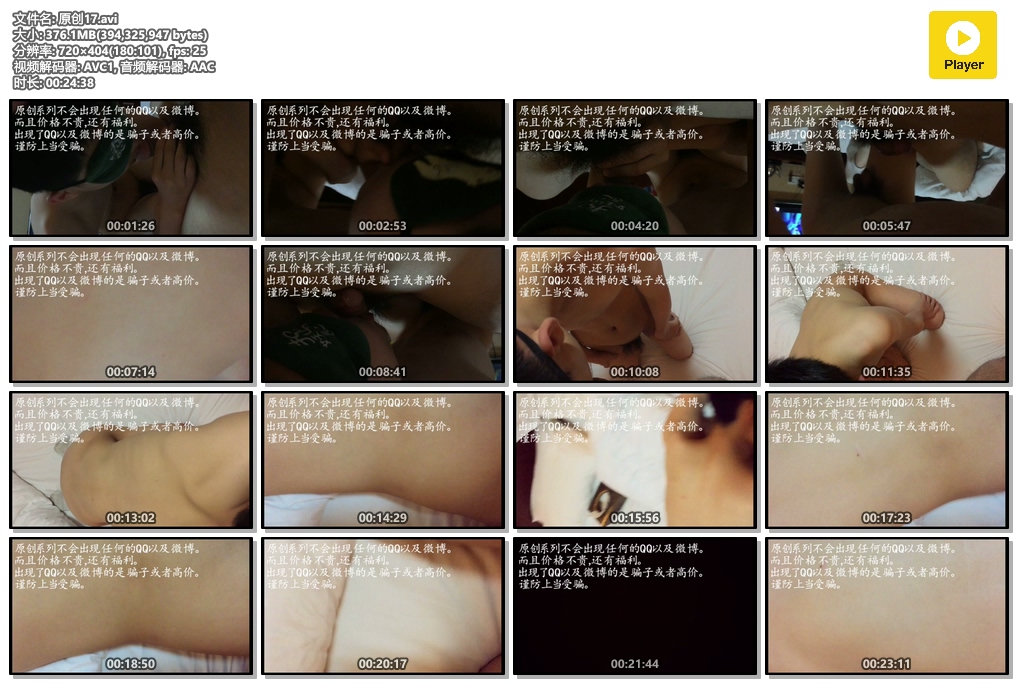 文件名: 原创17.avi
大小: 376.1MB(394,325,947 bytes)
分辨率: 720×404(180:101), fps: 25
视频解码器: AVC1, 音频解码器: AAC
时长: 00:24:38
Player
原创系列不会出现任何的QQ以及微博。
而且价格不贵,还有福利。
出现了QQ以及微博的是骗子或者高价。
谨防上当受骗。
00:01:26
原创系列不会出现任何的QQ以及微博。
而且价格不贵,还有福利。
出现了QQ以及微博的是骗子或者高价。
谨防上当受骗。
00:02:53
原创系列不会出现任何的QQ以及微博。
而且价格不贵,还有福利。
出现了QQ以及微博的是骗子或者高价。
谨防上当受骗。
00:04:20
原创系列不会出现任何的QQ以及微博。
而且价格不贵,还有福利。
出现了QQ以及微博的是骗子或者高价。
谨防上当受骗。
00:05:47
原创系列不会出现任何的QQ以及微博。
而且价格不贵,还有福利。
出现了QQ以及微博的是骗子或者高价。
谨防上当受骗。
00:07:14
原创系列不会出现任何的QQ以及微博。
而且价格不贵,还有福利。
出现了QQ以及微博的是骗子或者高价。
谨防上当受骗。
00:08:41
原创系列不会出现任何的QQ以及微博。
而且价格不贵,还有福利。
出现了QQ以及微博的是骗子或者高价。
谨防上当受骗。
00:10:08
原创系列不会出现任何的QQ以及微博。
而且价格不贵,还有福利。
出现了QQ以及微博的是骗子或者高价。
谨防上当受骗。
00:11:35
原创系列不会出现任何的QQ以及微博。
而且价格不贵,还有福利。
出现了QQ以及微博的是骗子或者高价。
谨防上当受骗。
00:13:02
原创系列不会出现任何的QQ以及微博。
而且价格不贵,还有福利。
出现了QQ以及微博的是骗子或者高价。
谨防上当受骗。
00:14:29
原创系列不会出现任何的QQ以及微博。
而且价格不贵,还有福利。
出现了QQ以及微博的是骗子或者高价。
谨防上当受骗。
00:15:56
原创系列不会出现任何的QQ以及微博。
而且价格不贵,还有福利。
出现了QQ以及微博的是骗子或者高价。
谨防上当受骗。
00:17:23
原创系列不会出现任何的QQ以及微博。
而且价格不贵,还有福利。
出现了QQ以及微博的是骗子或者高价。
谨防上当受骗。
00:18:50
原创系列不会出现任何的QQ以及微博。
而且价格不贵,还有福利。
出现了QQ以及微博的是骗子或者高价。
谨防上当受骗。
00:20:17
原创系列不会出现任何的QQ以及微博。
而且价格不贵,还有福利。
出现了QQ以及微博的是骗子或者高价。
谨防上当受骗。
00:21:44
原创系列不会出现任何的QQ以及微博。
而且价格不贵,还有福利。
出现了QQ以及微博的是骗子或者高价。
谨防上当受骗。
00:23:11